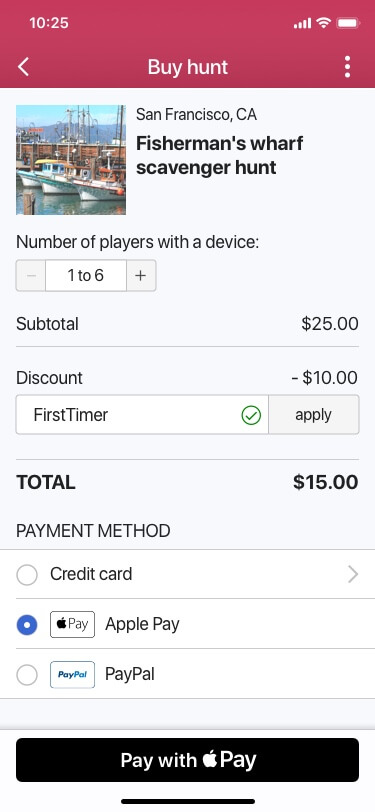 10:25
Buy hunt
San Francisco, CA
Fisherman's wharf
scavenger hunt
Number of players with a device:
− 1 to 6 +
Subtotal $25.00
Discount - $10.00
FirstTimer apply
TOTAL $15.00
PAYMENT METHOD
Credit card
Pay Apple Pay
PayPal PayPal
Pay with Pay